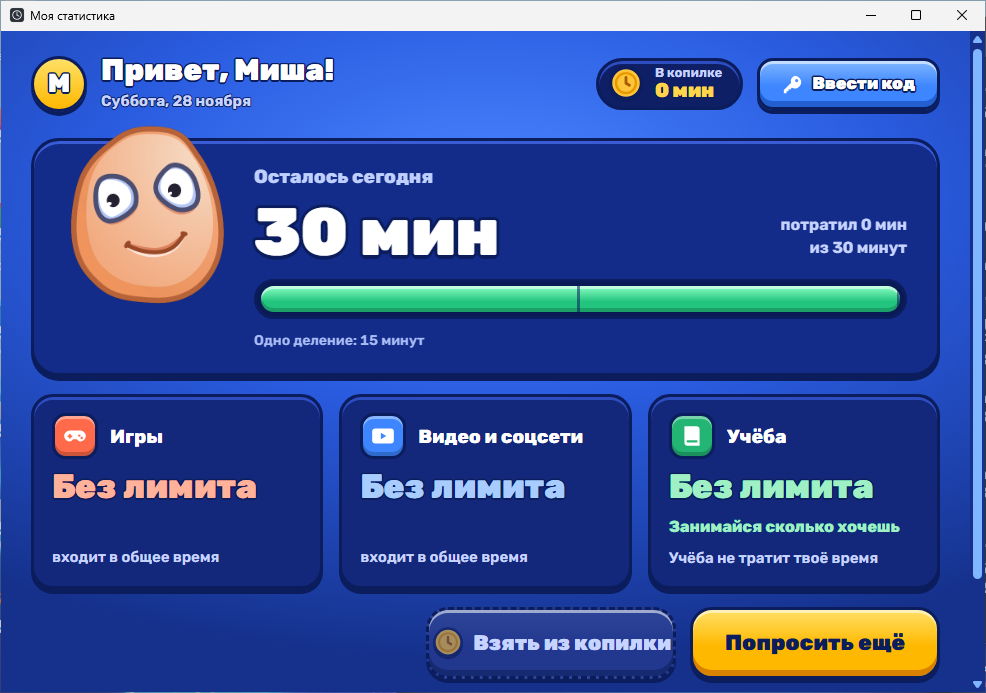 Моя статистика
М
Привет, Миша!
Суббота, 28 ноября
В копилке
0 мин
Ввести код
Осталось сегодня
30 мин
потратил 0 мин
из 30 минут
Одно деление: 15 минут
Игры
Без лимита
входит в общее время
Видео и соцсети
Без лимита
входит в общее время
Учёба
Без лимита
Занимайся сколько хочешь
Учёба не тратит твоё время
Взять из копилки
Попросить ещё